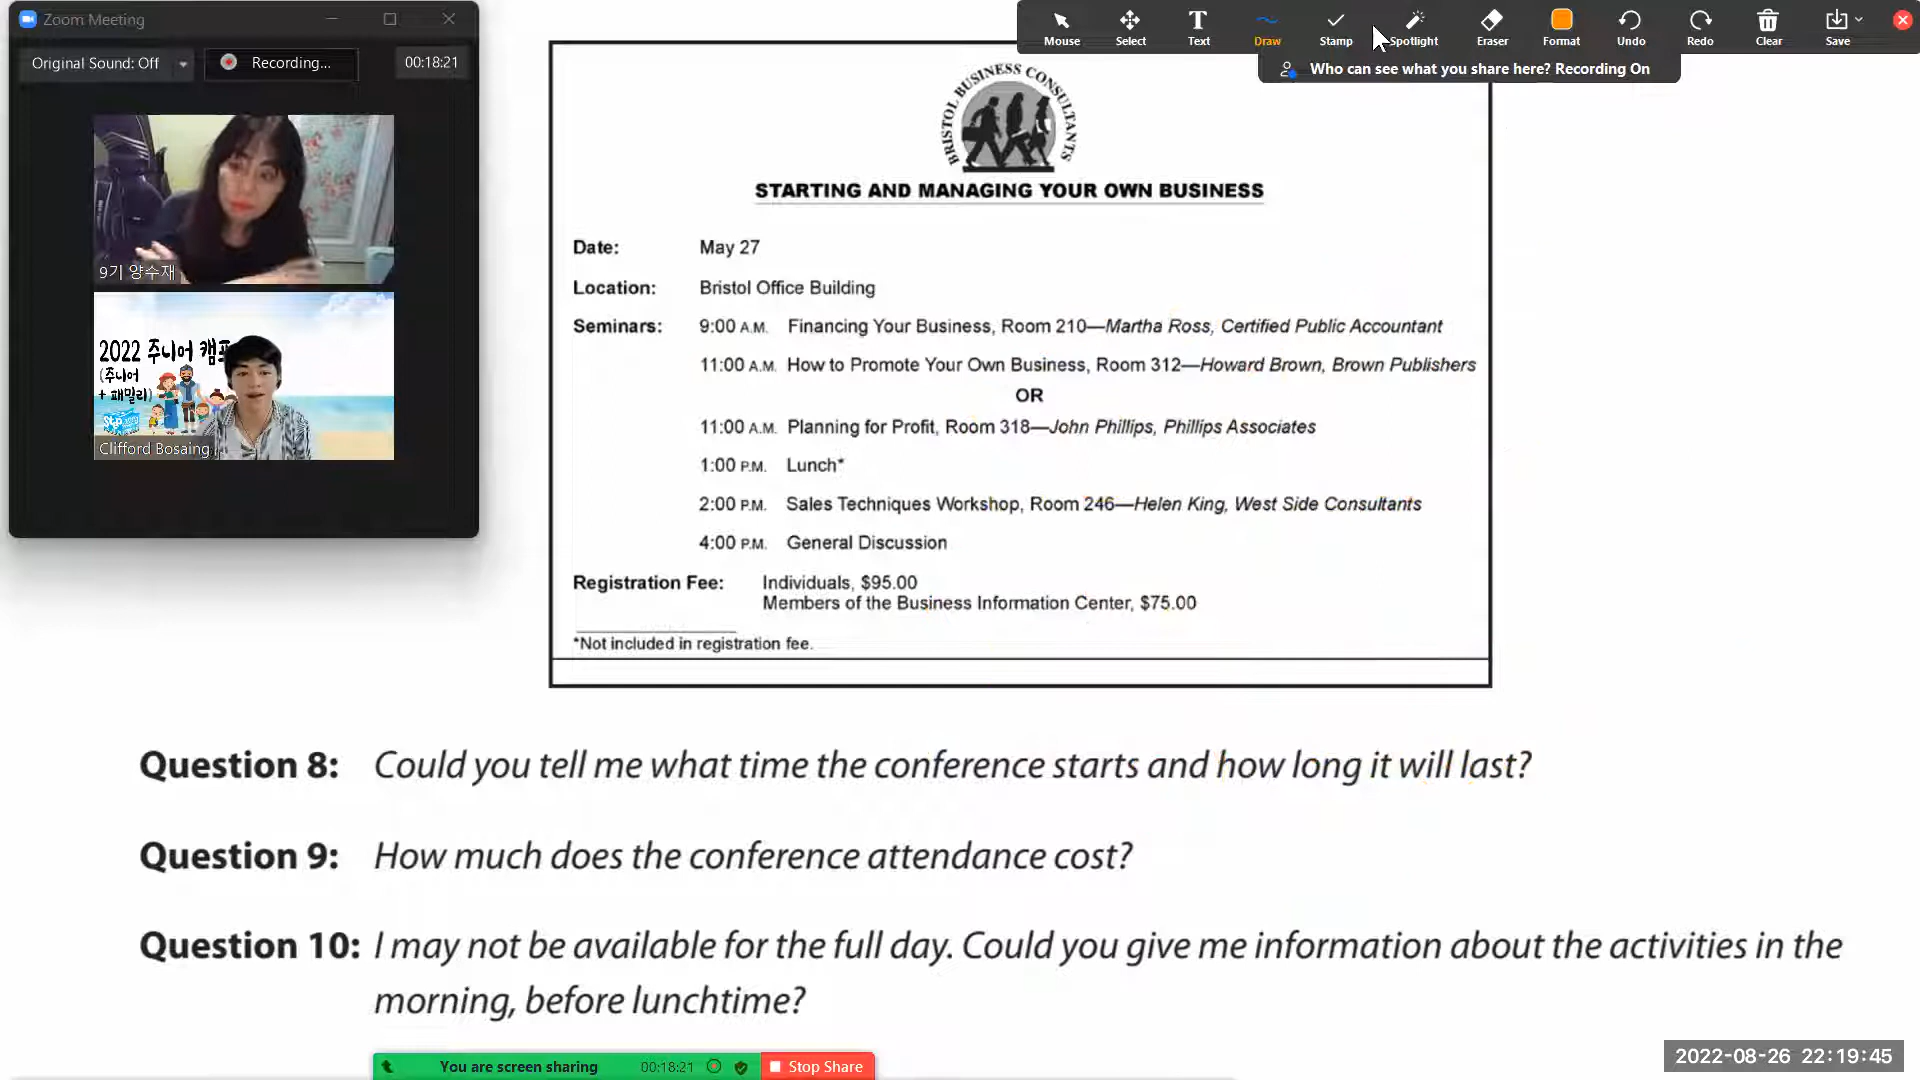 Zoom Meeting
Original Sound: Off
Recording...
00:18:21
9기 양수재
2022 주니어 캠프
(주니어
+ 패밀리)
Clifford Bosaing
Mouse
Select
Text
Draw
Stamp
Spotlight
Eraser
Format
Undo
Redo
Clear
Save
Who can see what you share here? Recording On
BRISTOL BUSINESS CONSULTANTS
STARTING AND MANAGING YOUR OWN BUSINESS
Date: May 27
Location: Bristol Office Building
Seminars: 9:00 A.M. Financing Your Business, Room 210—Martha Ross, Certified Public Accountant
11:00 A.M. How to Promote Your Own Business, Room 312—Howard Brown, Brown Publishers
OR
11:00 A.M. Planning for Profit, Room 318—John Phillips, Phillips Associates
1:00 P.M. Lunch*
2:00 P.M. Sales Techniques Workshop, Room 246—Helen King, West Side Consultants
4:00 P.M. General Discussion
Registration Fee: Individuals, $95.00
Members of the Business Information Center, $75.00
*Not included in registration fee.
Question 8: Could you tell me what time the conference starts and how long it will last?
Question 9: How much does the conference attendance cost?
Question 10: I may not be available for the full day. Could you give me information about the activities in the
morning, before lunchtime?
You are screen sharing
00:18:21
Stop Share
2022-08-26 22:19:45